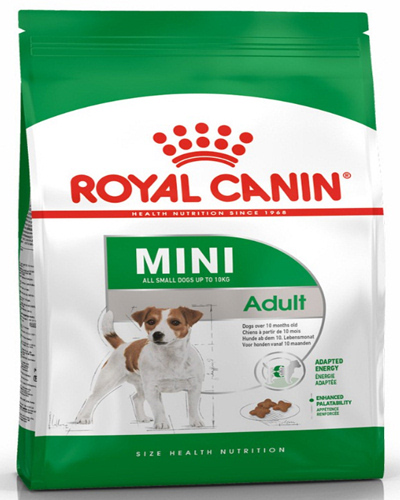 ROYAL CANIN®
HEALTH NUTRITION SINCE 1968
MINI
ALL SMALL DOGS UP TO 10KG
Adult
Dogs over 10 months old
Chiens à partir de 10 mois
Hunde ab dem 10. Lebensmonat
Voor honden vanaf 10 maanden
ADAPTED
ENERGY
ÉNERGIE
ADAPTÉE
ENHANCED
PALATABILITY
APPÉTENCE
RENFORCÉE
SIZE HEALTH NUTRITION